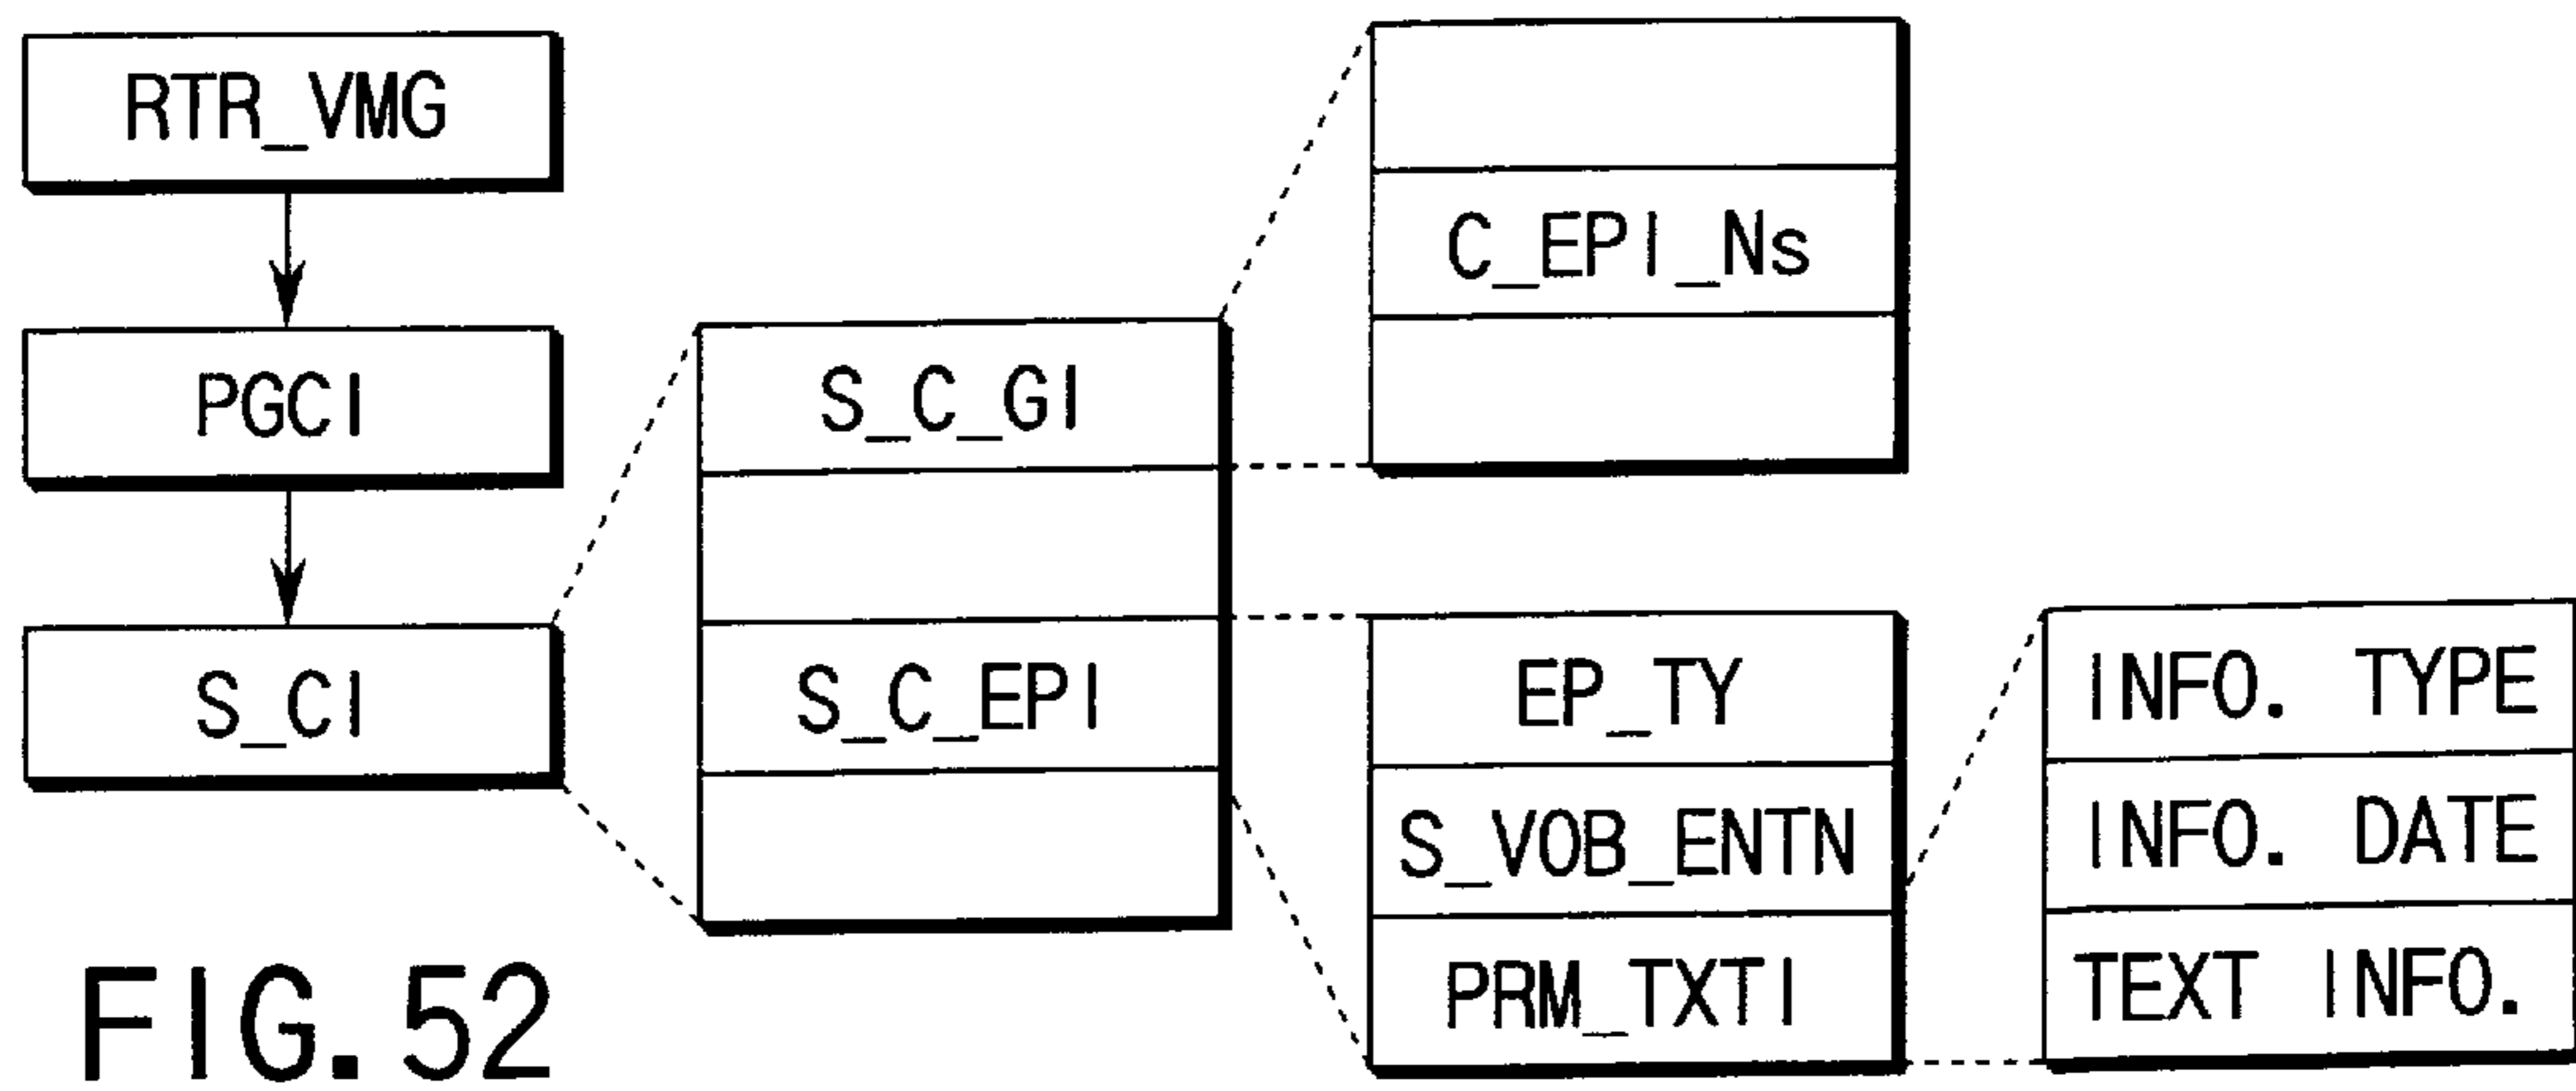 RTR_VMG
PGCI
S_CI
S_C_GI
S_C_EPI
C_EPI_Ns
EP_TY
S_VOB_ENTN
PRM_TXTI
INFO. TYPE
INFO. DATE
TEXT INFO.
FIG. 52